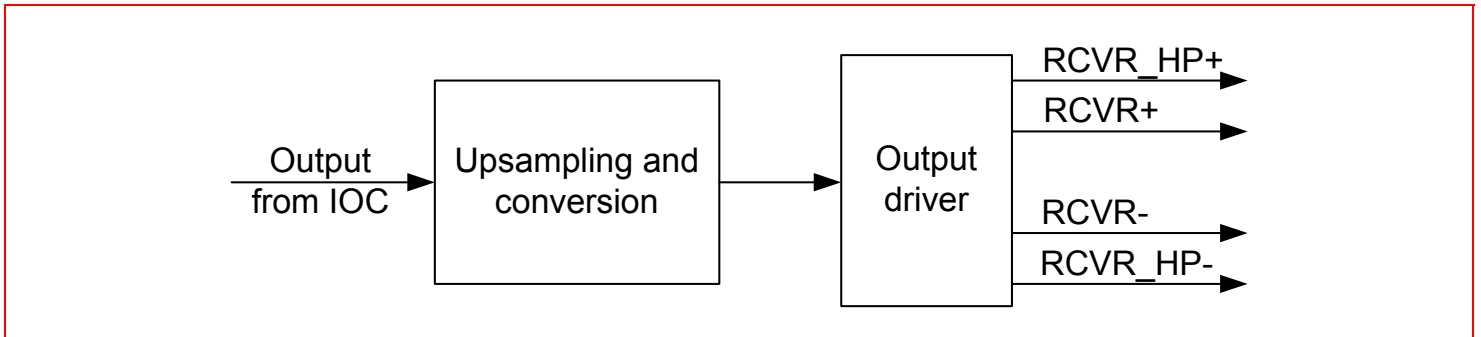 Output
from IOC
Upsampling and
conversion
Output
driver
RCVR_HP+
RCVR+
RCVR-
RCVR_HP-